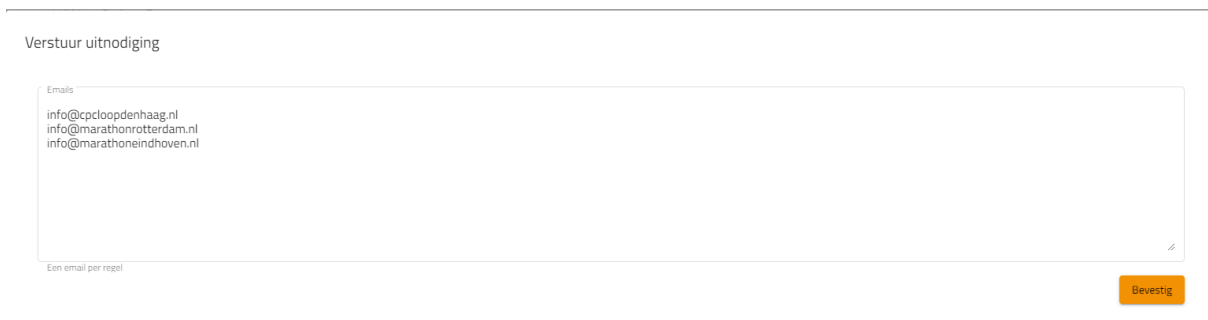 Verstuur uitnodiging
Emails
info@cpcloopdenhaag.nl
info@marathonrotterdam.nl
info@marathoneindhoven.nl
Een email per regel
Bevestig